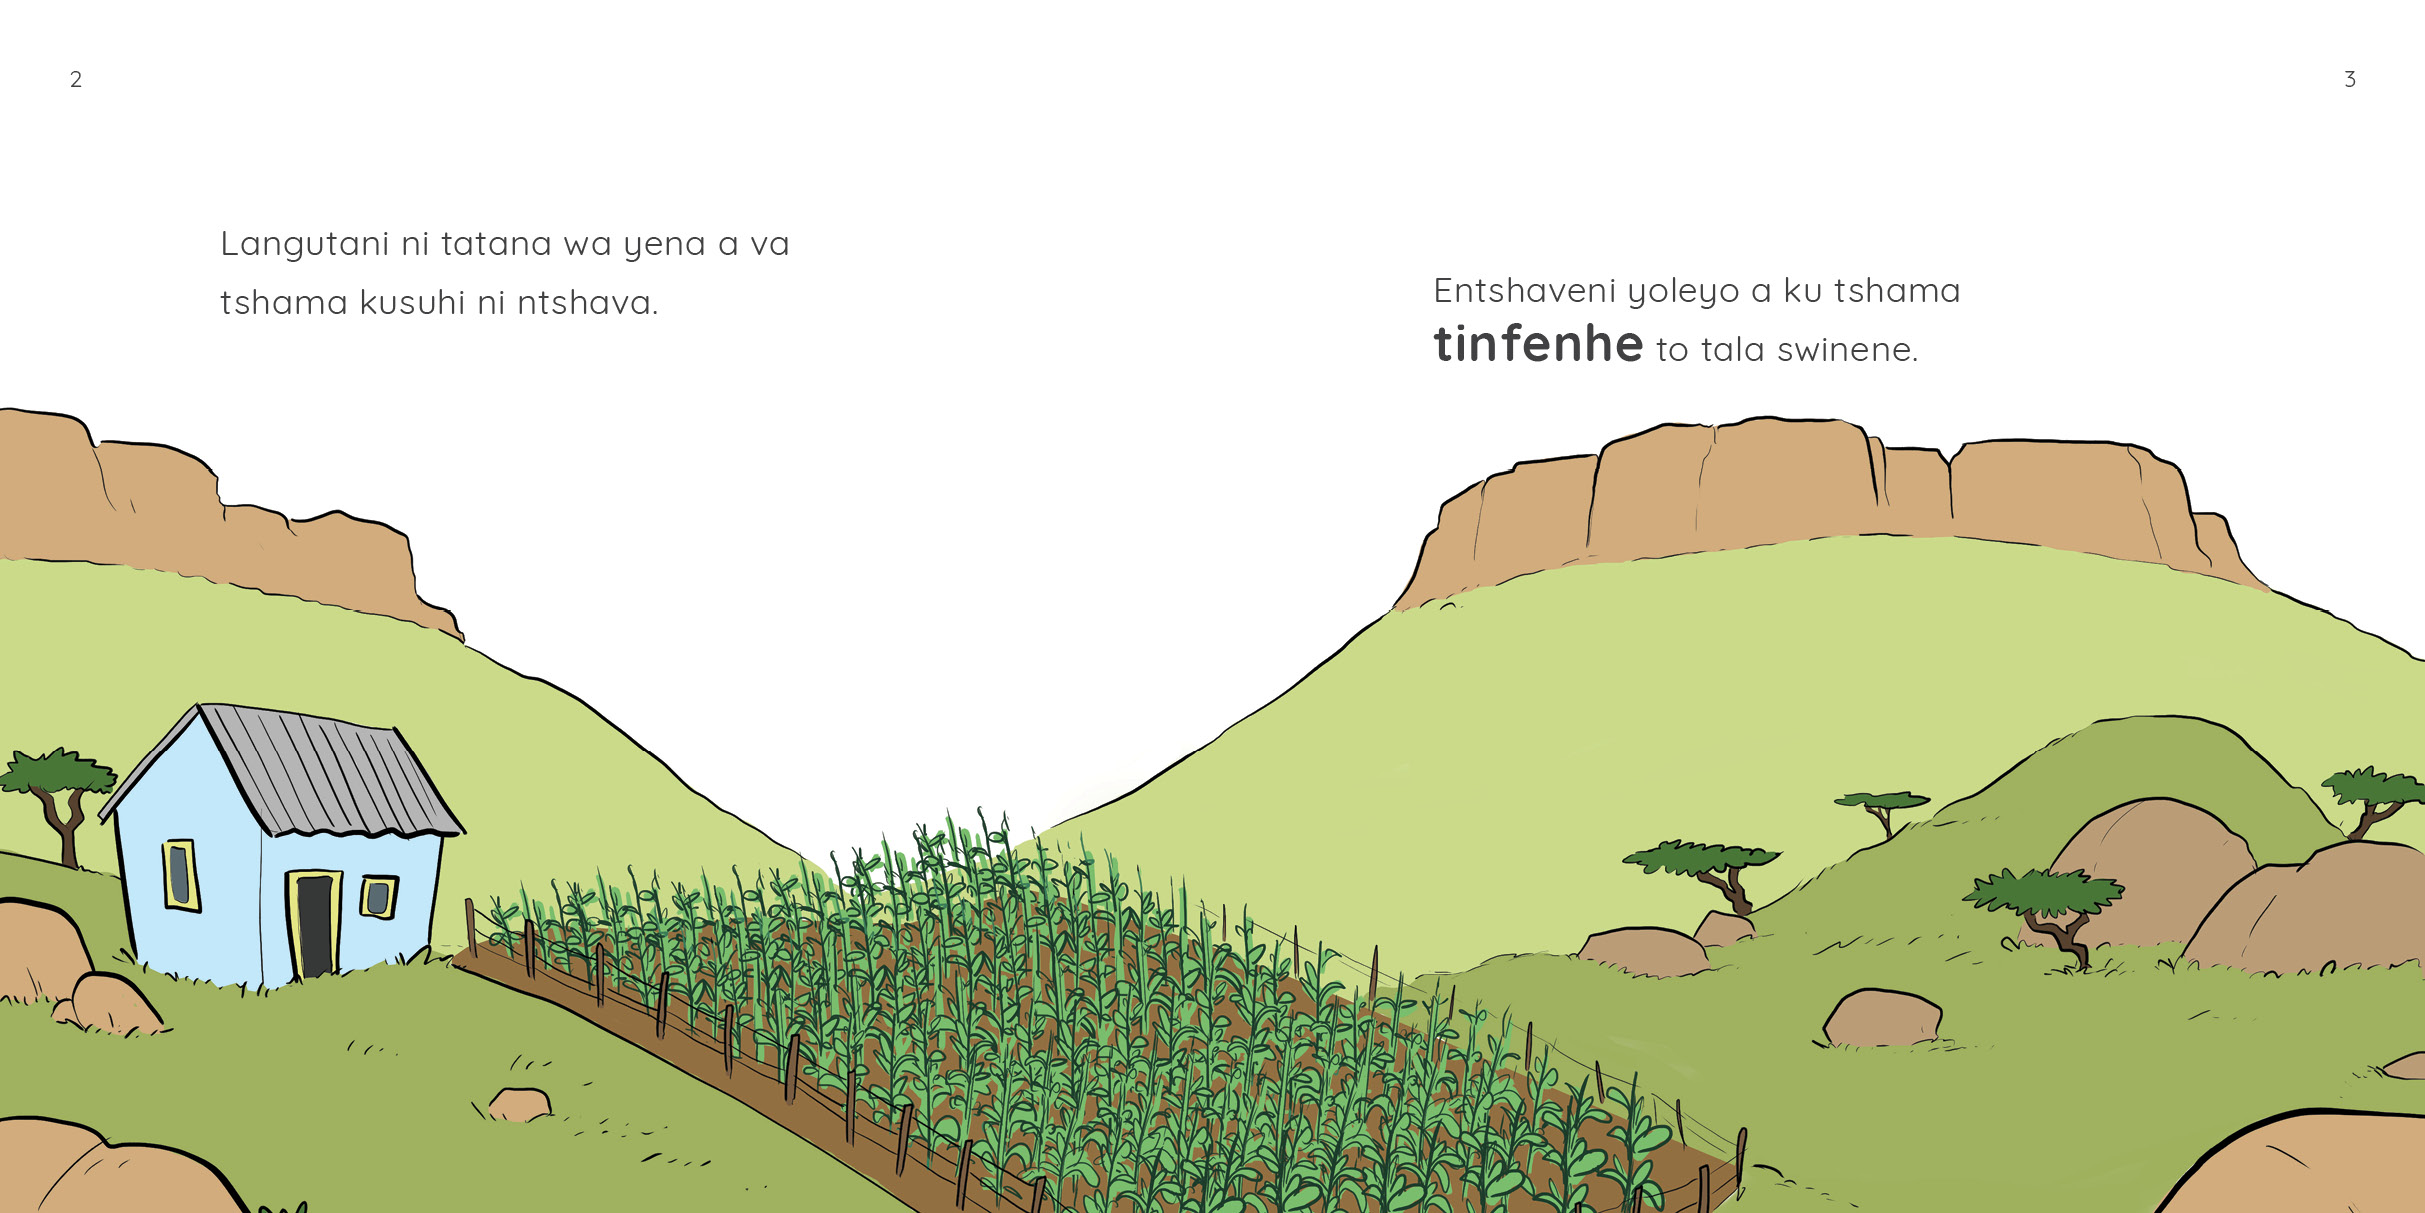 2
Langutani ni tatana wa yena a va
tshama kusuhi ni ntshava.
3
Entshaveni yoleyo a ku tshama
tinfenhe to tala swinene.